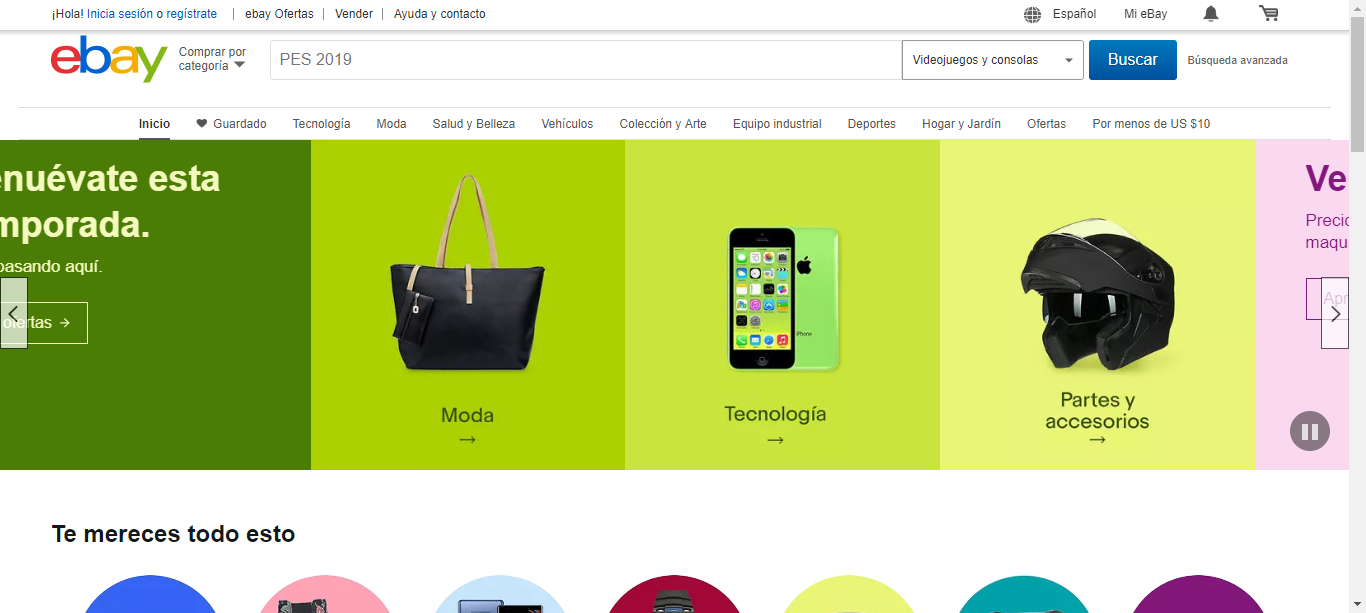 ¡Hola! Inicia sesión o regístrate | ebay Ofertas | Vender | Ayuda y contacto
Español
Mi eBay
ebay
Comprar por
categoría
PES 2019
Videojuegos y consolas
Buscar
Búsqueda avanzada
Inicio
Guardado
Tecnología
Moda
Salud y Belleza
Vehículos
Colección y Arte
Equipo industrial
Deportes
Hogar y Jardín
Ofertas
Por menos de US $10
enuévate esta
mporada.
pasando aquí.
ofertas →
Moda
→
Tecnología
→
iPhone
Partes y
accesorios
→
Ve
Precio
maqu
Apr
Te mereces todo esto